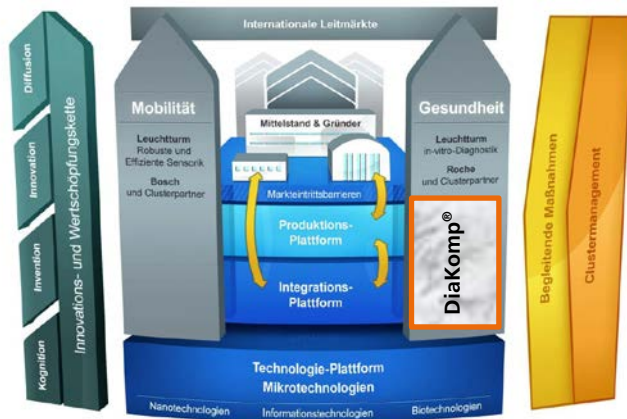 Internationale Leitmärkte
Diffusion
Innovation
Invention
Kognition
Innovations- und Wertschöpfungskette
Mobilität
Leuchtturm
Robuste und
Effiziente Sensorik
Bosch
und Clusterpartner
Mittelstand & Gründer
Markteintrittsbarrieren
Produktions-
Plattform
Integrations-
Plattform
Gesundheit
Leuchtturm
in-vitro-Diagnostik
Roche
und Clusterpartner
DiaKomp®
Technologie-Plattform
Mikrotechnologien
Nanotechnologien
Informationstechnologien
Biotechnologien
Begleitende Maßnahmen
Clustermanagement